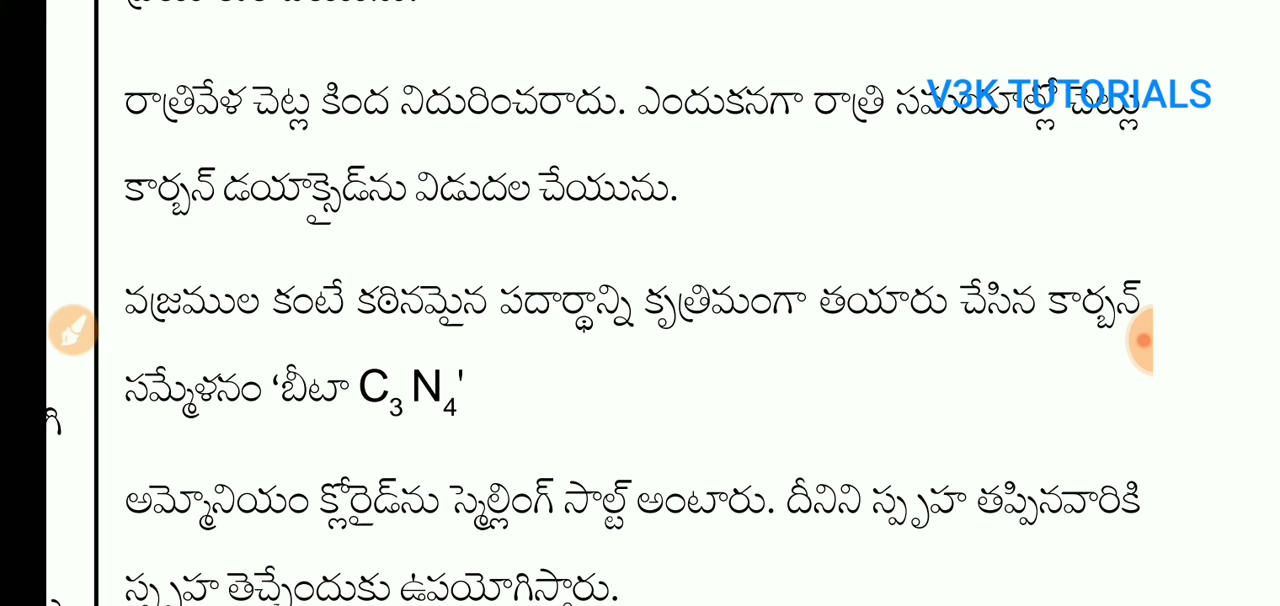 రాత్రివేళ చెట్ల కింద నిదురించరాదు. ఎందుకనగా రాత్రి సమయాల్లో చెట్లు
V3K TUTORIALS
కార్బన్ డయాక్సైడ్‌ను విడుదల చేయును.
వజ్రముల కంటే కఠినమైన పదార్థాన్ని కృత్రిమంగా తయారు చేసిన కార్బన్
సమ్మేళనం ‘బీటా C₃ N₄'
అమ్మోనియం క్లోరైడ్‌ను స్మెల్లింగ్ సాల్ట్ అంటారు. దీనిని స్పృహ తప్పినవారికి
స్పృహ తెచ్చేందుకు ఉపయోగిస్తారు.